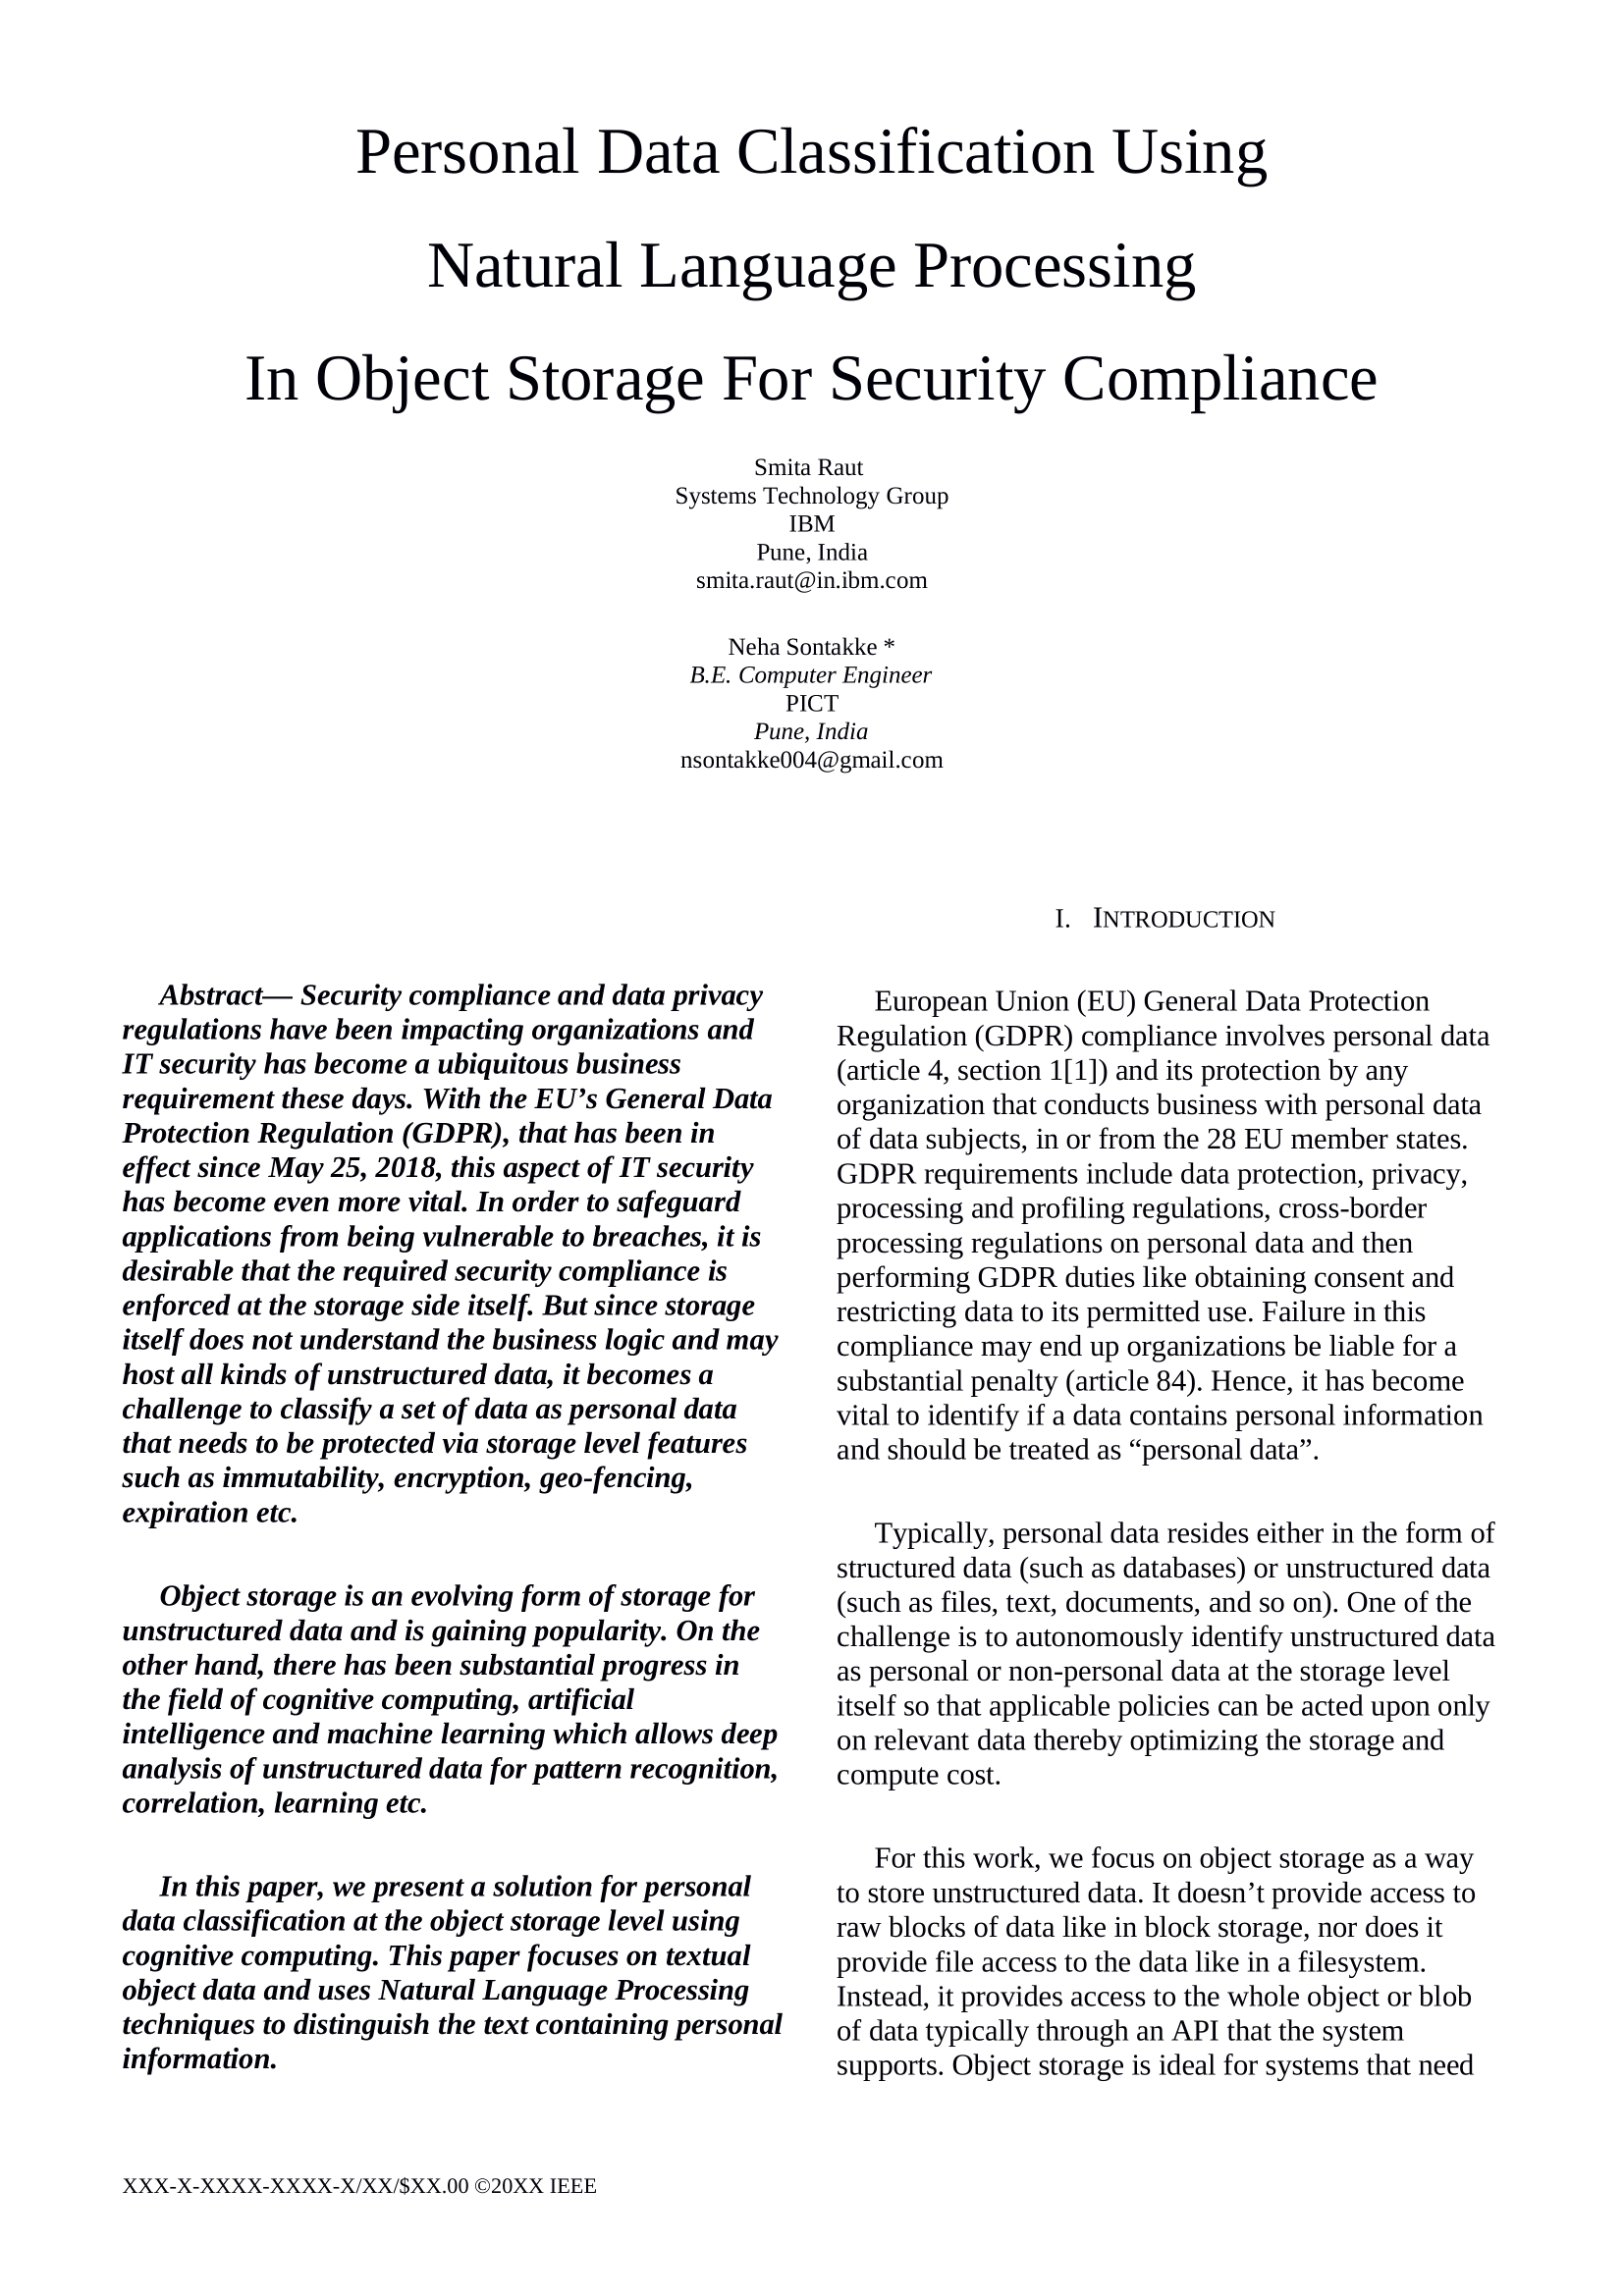 Personal Data Classification Using
Natural Language Processing
In Object Storage For Security Compliance
Smita Raut
Systems Technology Group
IBM
Pune, India
smita.raut@in.ibm.com
Neha Sontakke *
B.E. Computer Engineer
PICT
Pune, India
nsontakke004@gmail.com
Abstract— Security compliance and data privacy
regulations have been impacting organizations and
IT security has become a ubiquitous business
requirement these days. With the EU’s General Data
Protection Regulation (GDPR), that has been in
effect since May 25, 2018, this aspect of IT security
has become even more vital. In order to safeguard
applications from being vulnerable to breaches, it is
desirable that the required security compliance is
enforced at the storage side itself. But since storage
itself does not understand the business logic and may
host all kinds of unstructured data, it becomes a
challenge to classify a set of data as personal data
that needs to be protected via storage level features
such as immutability, encryption, geo-fencing,
expiration etc.
Object storage is an evolving form of storage for
unstructured data and is gaining popularity. On the
other hand, there has been substantial progress in
the field of cognitive computing, artificial
intelligence and machine learning which allows deep
analysis of unstructured data for pattern recognition,
correlation, learning etc.
In this paper, we present a solution for personal
data classification at the object storage level using
cognitive computing. This paper focuses on textual
object data and uses Natural Language Processing
techniques to distinguish the text containing personal
information.
I. INTRODUCTION
European Union (EU) General Data Protection
Regulation (GDPR) compliance involves personal data
(article 4, section 1[1]) and its protection by any
organization that conducts business with personal data
of data subjects, in or from the 28 EU member states.
GDPR requirements include data protection, privacy,
processing and profiling regulations, cross-border
processing regulations on personal data and then
performing GDPR duties like obtaining consent and
restricting data to its permitted use. Failure in this
compliance may end up organizations be liable for a
substantial penalty (article 84). Hence, it has become
vital to identify if a data contains personal information
and should be treated as “personal data”.
Typically, personal data resides either in the form of
structured data (such as databases) or unstructured data
(such as files, text, documents, and so on). One of the
challenge is to autonomously identify unstructured data
as personal or non-personal data at the storage level
itself so that applicable policies can be acted upon only
on relevant data thereby optimizing the storage and
compute cost.
For this work, we focus on object storage as a way
to store unstructured data. It doesn’t provide access to
raw blocks of data like in block storage, nor does it
provide file access to the data like in a filesystem.
Instead, it provides access to the whole object or blob
of data typically through an API that the system
supports. Object storage is ideal for systems that need
XXX-X-XXXX-XXXX-X/XX/$XX.00 ©20XX IEEE